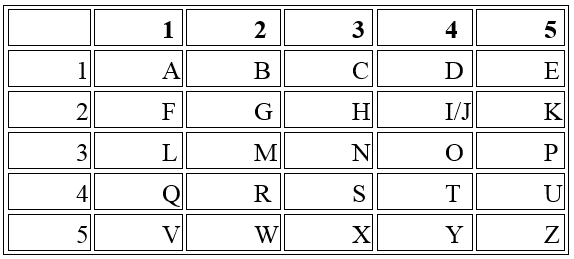 1 2 3 4 5
1 A B C D E
2 F G H I/J K
3 L M N O P
4 Q R S T U
5 V W X Y Z